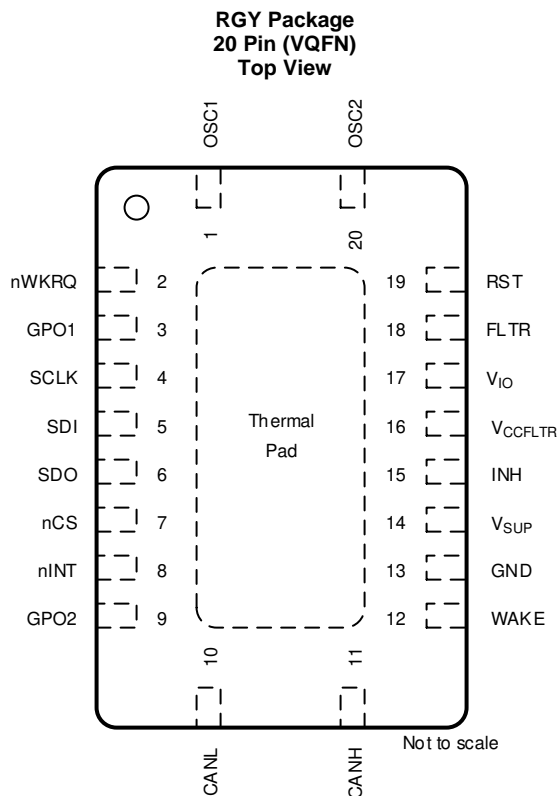 RGY Package
20 Pin (VQFN)
Top View
OSC1
OSC2
1
20
nWKRQ 2
19 RST
GPO1 3
18 FLTR
SCLK 4
17 VIO
SDI 5
16 VCCFLTR
SDO 6
15 INH
nCS 7
14 VSUP
nINT 8
13 GND
GPO2 9
12 WAKE
Thermal
Pad
10
11
CANL
CANH
Not to scale